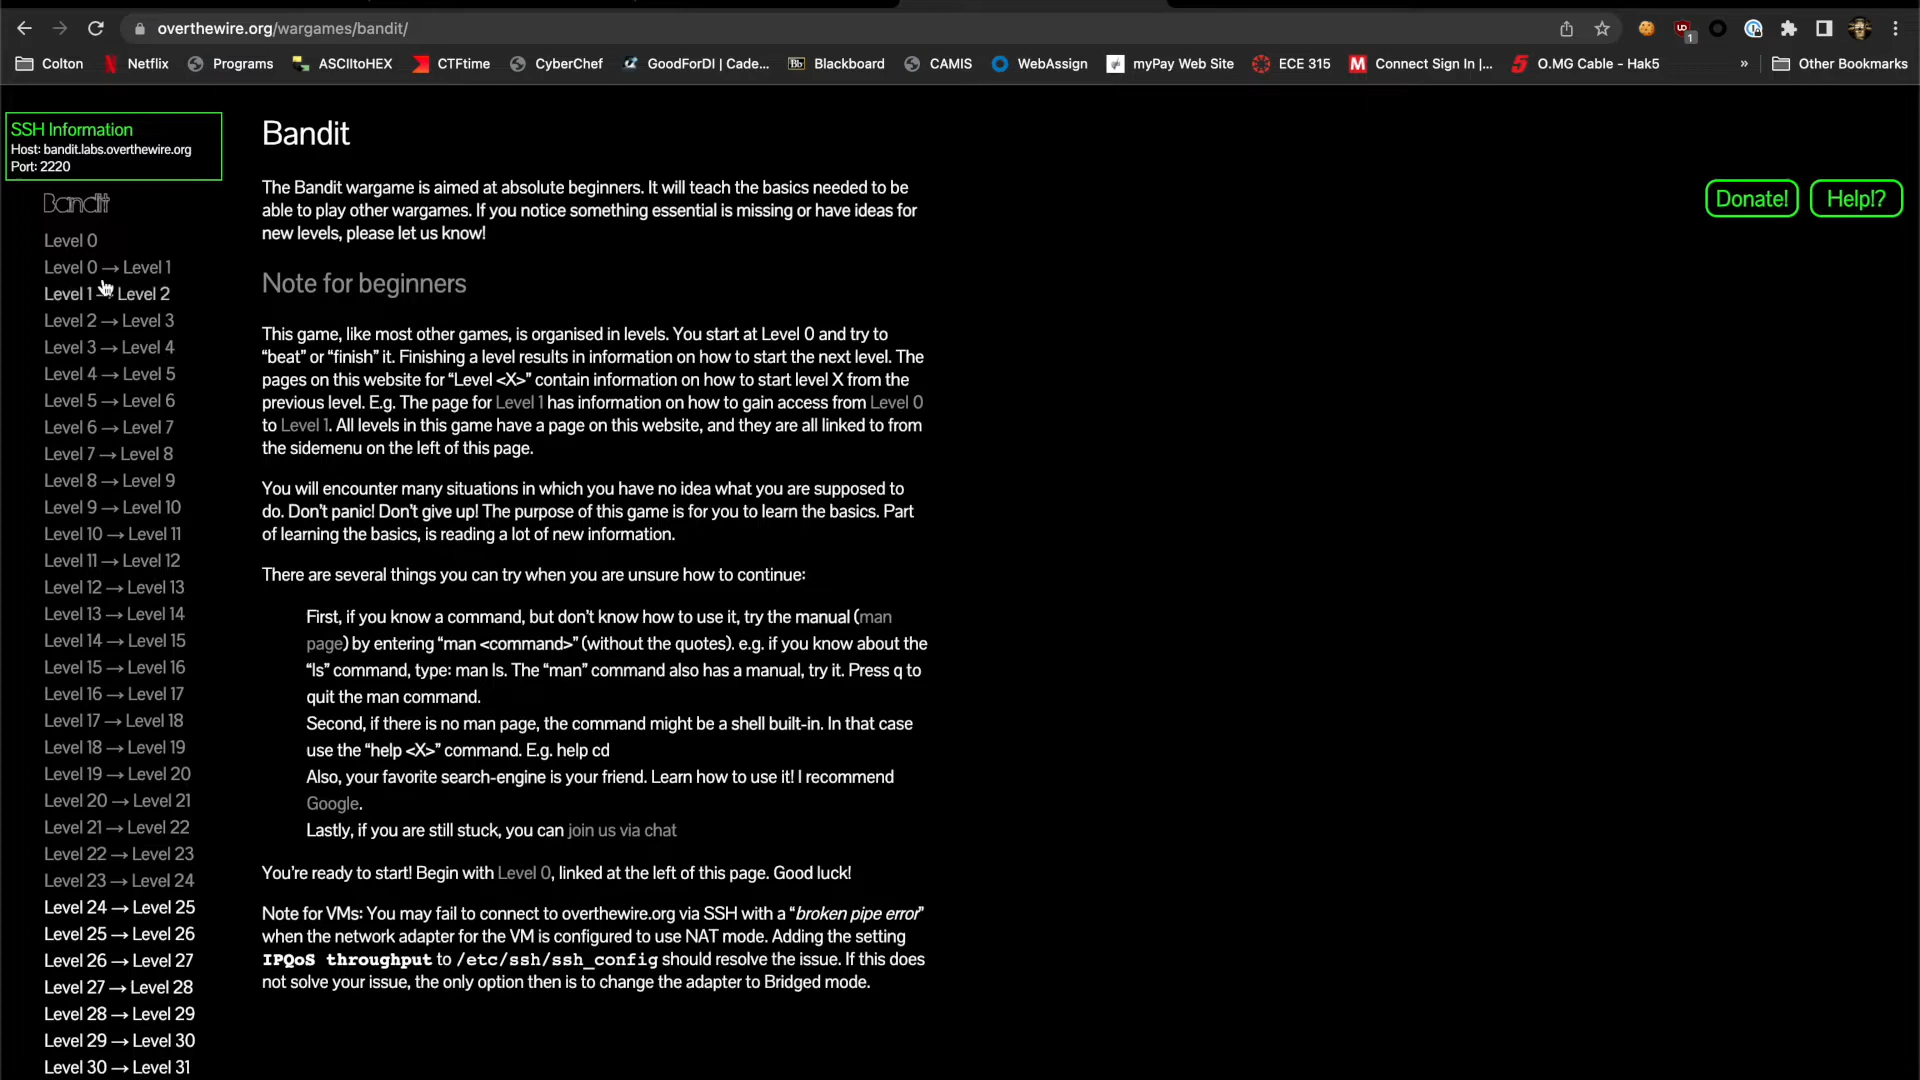 overthewire.org/wargames/bandit/
1
Colton
Netflix
Programs
ASCIItoHEX
CTFtime
CyberChef
GoodForDI | Cade...
Bb
Blackboard
CAMIS
WebAssign
myPay Web Site
ECE 315
M
Connect Sign In |...
5
O.MG Cable - Hak5
»
Other Bookmarks
SSH Information
Host: bandit.labs.overthewire.org
Port: 2220
Bandit
Level 0
Level 0 → Level 1
Level 1 → Level 2
Level 2 → Level 3
Level 3 → Level 4
Level 4 → Level 5
Level 5 → Level 6
Level 6 → Level 7
Level 7 → Level 8
Level 8 → Level 9
Level 9 → Level 10
Level 10 → Level 11
Level 11 → Level 12
Level 12 → Level 13
Level 13 → Level 14
Level 14 → Level 15
Level 15 → Level 16
Level 16 → Level 17
Level 17 → Level 18
Level 18 → Level 19
Level 19 → Level 20
Level 20 → Level 21
Level 21 → Level 22
Level 22 → Level 23
Level 23 → Level 24
Level 24 → Level 25
Level 25 → Level 26
Level 26 → Level 27
Level 27 → Level 28
Level 28 → Level 29
Level 29 → Level 30
Level 30 → Level 31
Bandit
The Bandit wargame is aimed at absolute beginners. It will teach the basics needed to be
able to play other wargames. If you notice something essential is missing or have ideas for
new levels, please let us know!
Note for beginners
This game, like most other games, is organised in levels. You start at Level 0 and try to
“beat” or “finish” it. Finishing a level results in information on how to start the next level. The
pages on this website for “Level <X>” contain information on how to start level X from the
previous level. E.g. The page for Level 1 has information on how to gain access from Level 0
to Level 1. All levels in this game have a page on this website, and they are all linked to from
the sidemenu on the left of this page.
You will encounter many situations in which you have no idea what you are supposed to
do. Don’t panic! Don’t give up! The purpose of this game is for you to learn the basics. Part
of learning the basics, is reading a lot of new information.
There are several things you can try when you are unsure how to continue:
First, if you know a command, but don’t know how to use it, try the manual (man
page) by entering “man <command>” (without the quotes). e.g. if you know about the
“ls” command, type: man ls. The “man” command also has a manual, try it. Press q to
quit the man command.
Second, if there is no man page, the command might be a shell built-in. In that case
use the “help <X>” command. E.g. help cd
Also, your favorite search-engine is your friend. Learn how to use it! I recommend
Google.
Lastly, if you are still stuck, you can join us via chat
You’re ready to start! Begin with Level 0, linked at the left of this page. Good luck!
Note for VMs: You may fail to connect to overthewire.org via SSH with a “broken pipe error”
when the network adapter for the VM is configured to use NAT mode. Adding the setting
IPQoS throughput to /etc/ssh/ssh_config should resolve the issue. If this does
not solve your issue, the only option then is to change the adapter to Bridged mode.
Donate!
Help!?